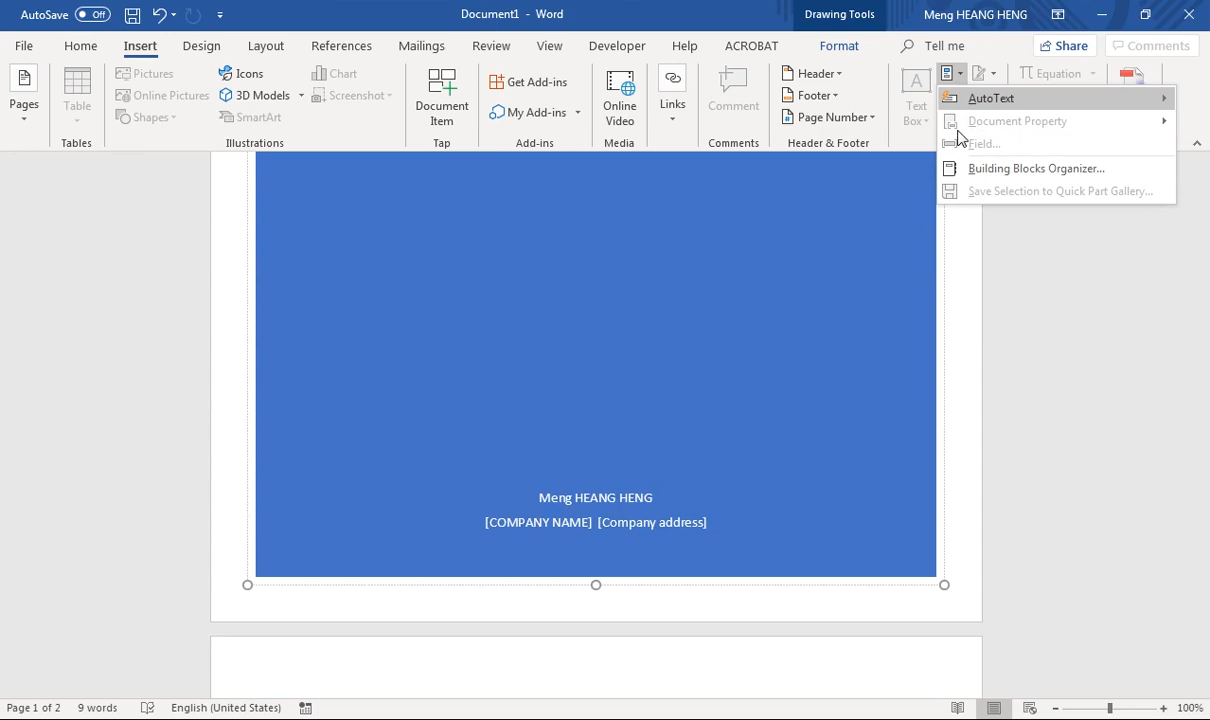 AutoSave Off
Document1 - Word
Drawing Tools
Meng HEANG HENG
File Home Insert Design Layout References Mailings Review View Developer Help ACROBAT Format Tell me Share Comments
Pages
Table
Tables
Pictures
Online Pictures
Shapes
Icons
3D Models
SmartArt
Chart
Screenshot
Illustrations
Document
Item
Tap
Get Add-ins
My Add-ins
Add-ins
Online
Video
Media
Links
Comment
Comments
Header
Footer
Page Number
Header & Footer
Text
Box
Equation
AutoText
Document Property
Field...
Building Blocks Organizer...
Save Selection to Quick Part Gallery...
Meng HEANG HENG
[COMPANY NAME] [Company address]
Page 1 of 2 9 words English (United States) 100%